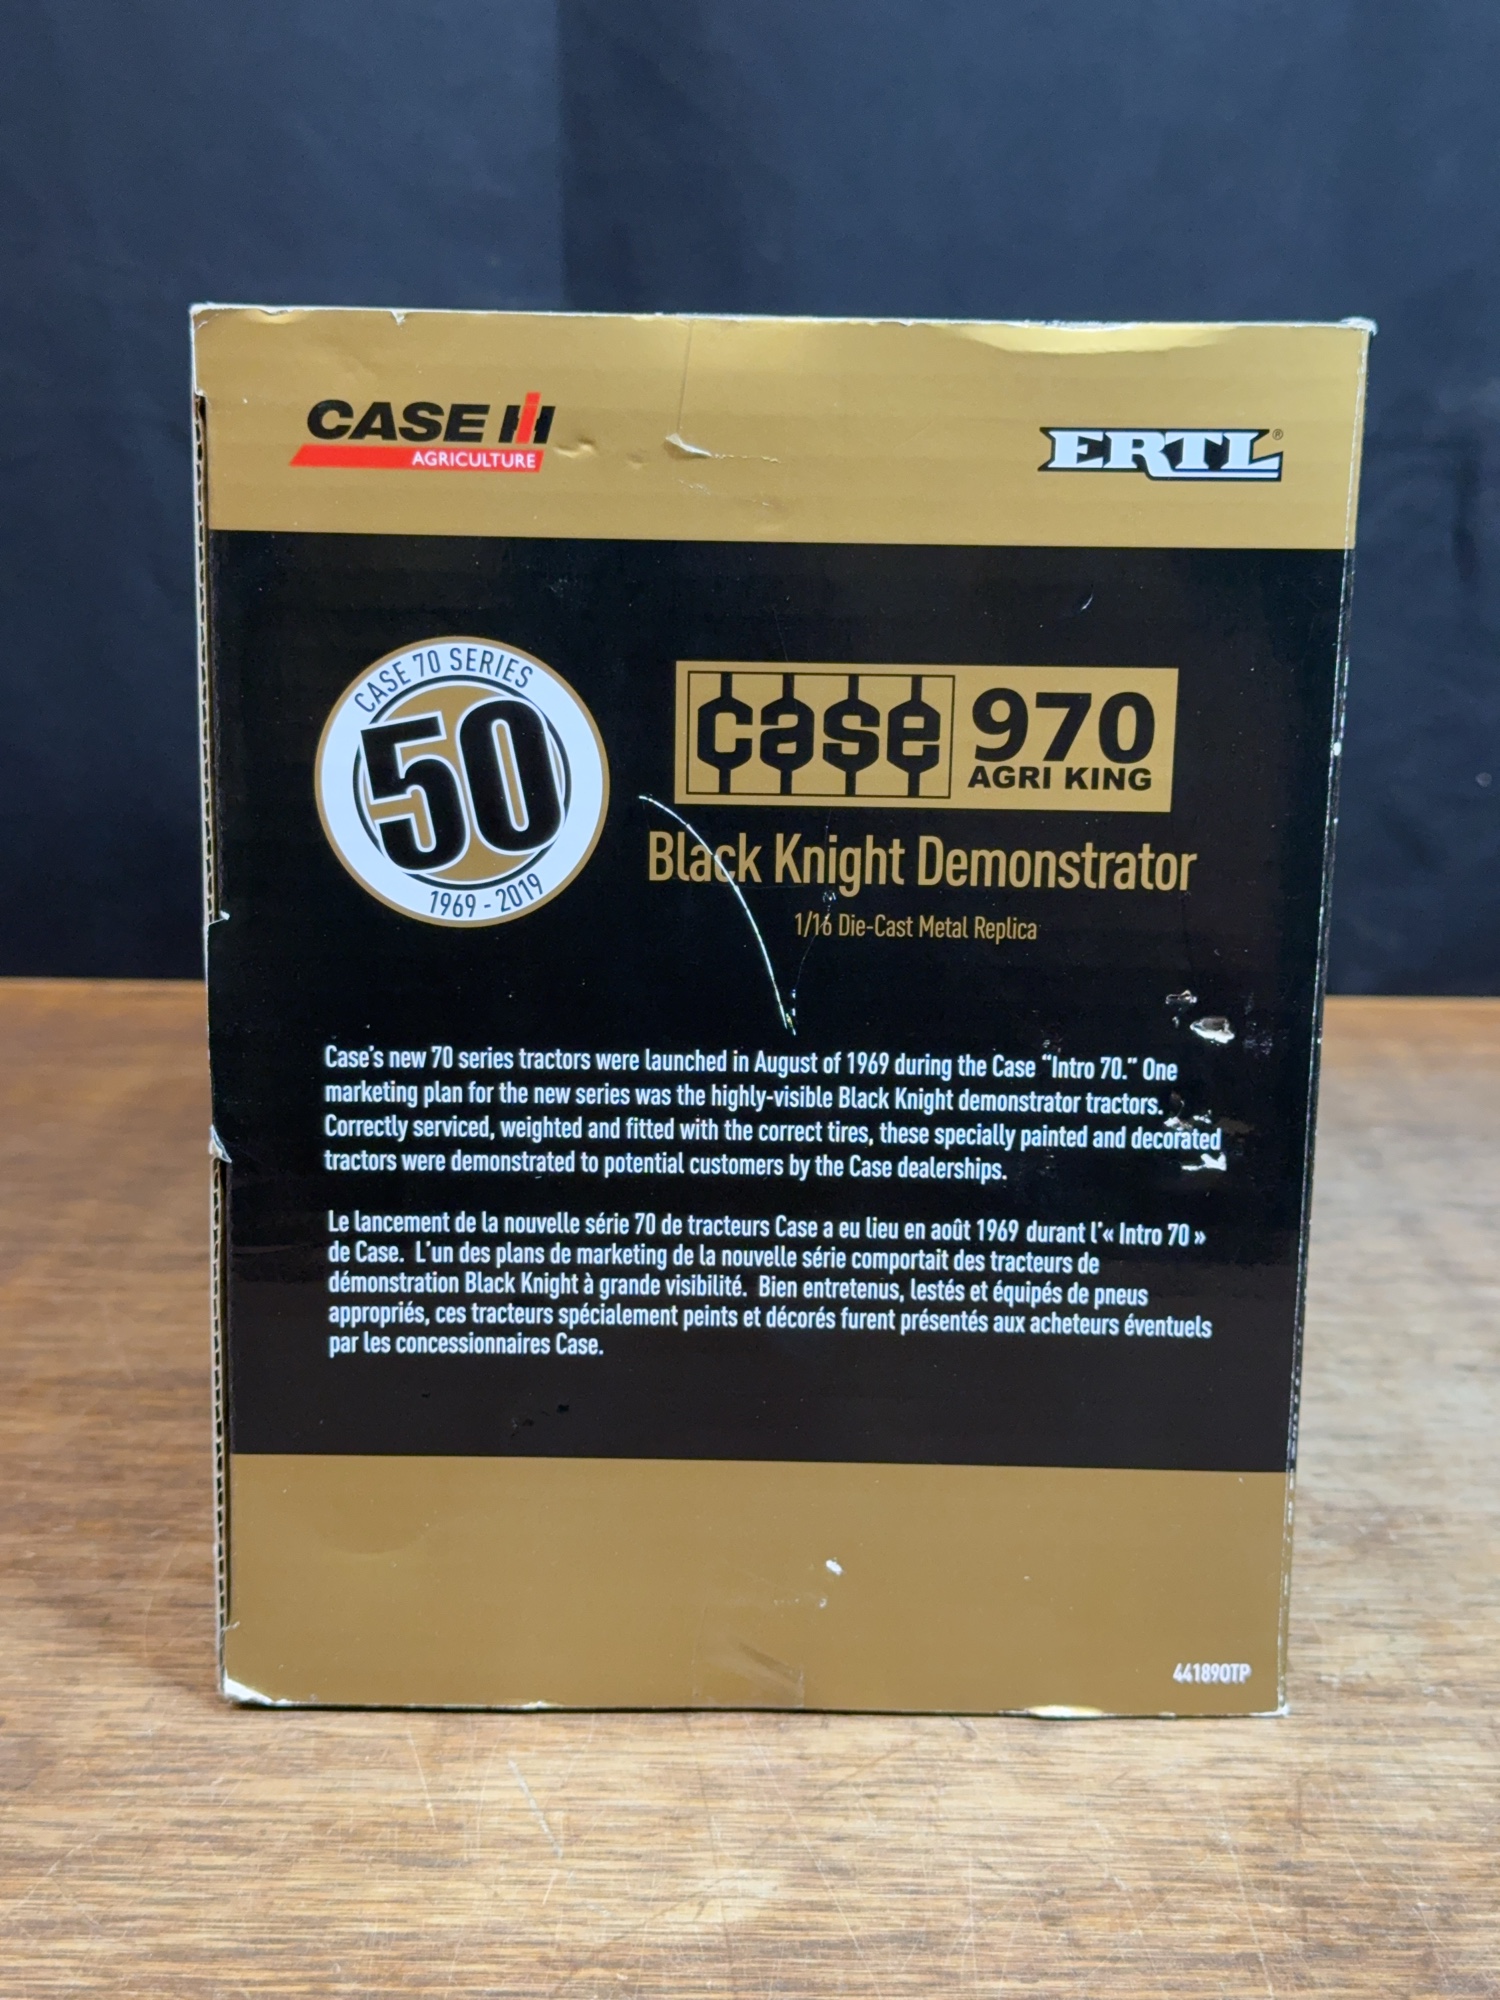 CASE IH
AGRICULTURE
ERTL®
CASE 70 SERIES
50
1969 - 2019
case 970
AGRI KING
Black Knight Demonstrator
1/16 Die-Cast Metal Replica
Case's new 70 series tractors were launched in August of 1969 during the Case “Intro 70.” One
marketing plan for the new series was the highly-visible Black Knight demonstrator tractors.
Correctly serviced, weighted and fitted with the correct tires, these specially painted and decorated
tractors were demonstrated to potential customers by the Case dealerships.
Le lancement de la nouvelle série 70 de tracteurs Case a eu lieu en août 1969 durant l'« Intro 70 »
de Case. L'un des plans de marketing de la nouvelle série comportait des tracteurs de
démonstration Black Knight à grande visibilité. Bien entretenus, lestés et équipés de pneus
appropriés, ces tracteurs spécialement peints et décorés furent présentés aux acheteurs éventuels
par les concessionnaires Case.
44189OTP